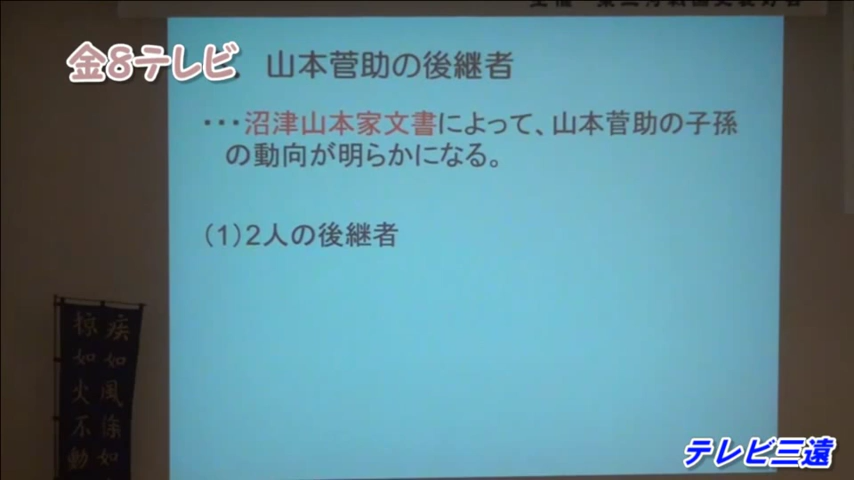 金8テレビ
山本菅助の後継者
・・・沼津山本家文書によって、山本菅助の子孫
の動向が明らかになる。
(1)2人の後継者
疾如風徐如
掠如火不動
テレビ三遠